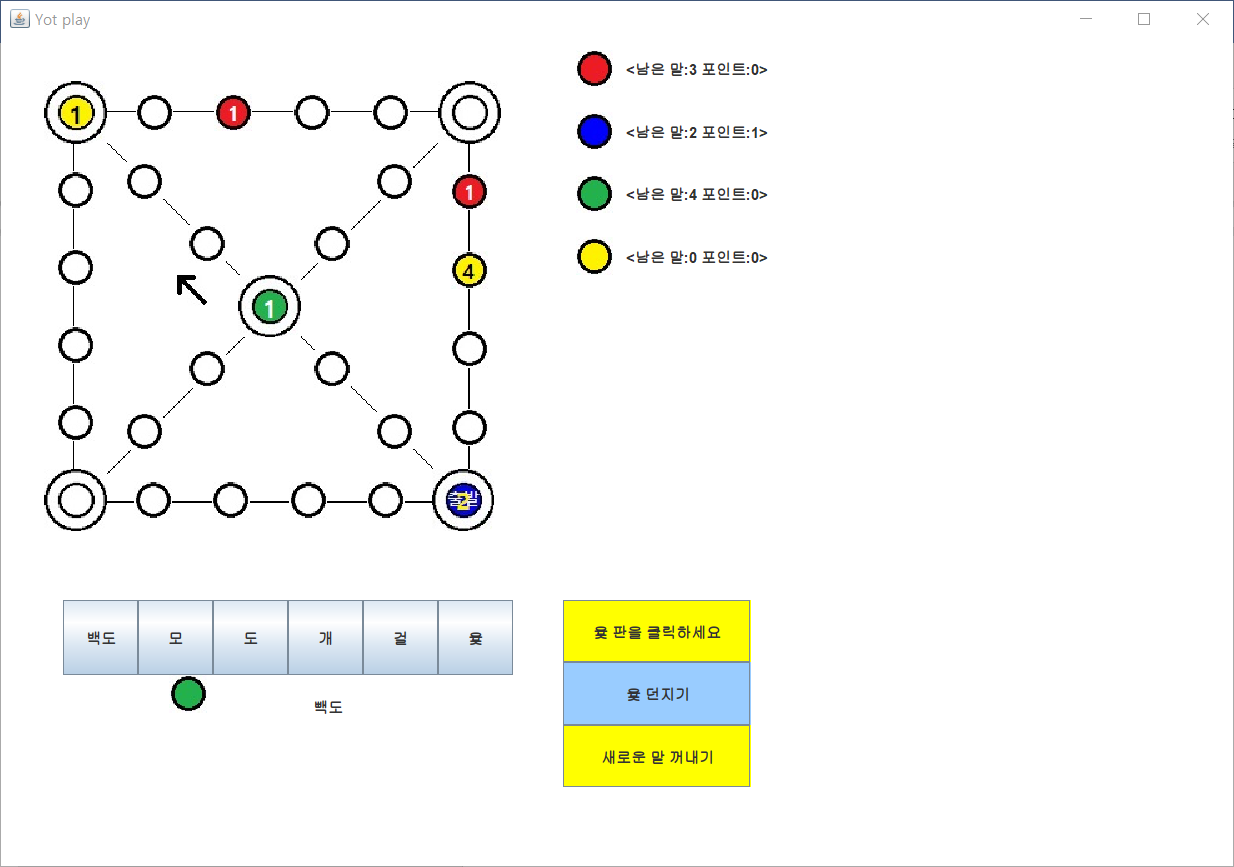 Yot play
<남은 말:3 포인트:0>
<남은 말:2 포인트:1>
<남은 말:4 포인트:0>
<남은 말:0 포인트:0>
1
1
1
4
1
출발
백도 모 도 개 걸 윷
빽도
윷 판을 클릭하세요
윷 던지기
새로운 말 꺼내기